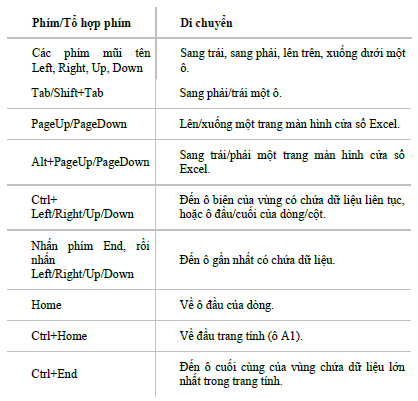 Phím/Tổ hợp phím
Di chuyển
Các phím mũi tên
Left, Right, Up, Down
Sang trái, sang phải, lên trên, xuống dưới một
ô.
Tab/Shift+Tab
Sang phải/trái một ô.
PageUp/PageDown
Lên/xuống một trang màn hình cửa sổ Excel.
Alt+PageUp/PageDown
Sang trái/phải một trang màn hình cửa sổ
Excel.
Ctrl+
Left/Right/Up/Down
Đến ô biên của vùng có chứa dữ liệu liên tục,
hoặc ô đầu/cuối của dòng/cột.
Nhấn phím End, rồi
nhấn
Left/Right/Up/Down
Đến ô gần nhất có chứa dữ liệu.
Home
Về ô đầu của dòng.
Ctrl+Home
Về đầu trang tính (ô A1).
Ctrl+End
Đến ô cuối cùng của vùng chứa dữ liệu lớn
nhất trong trang tính.